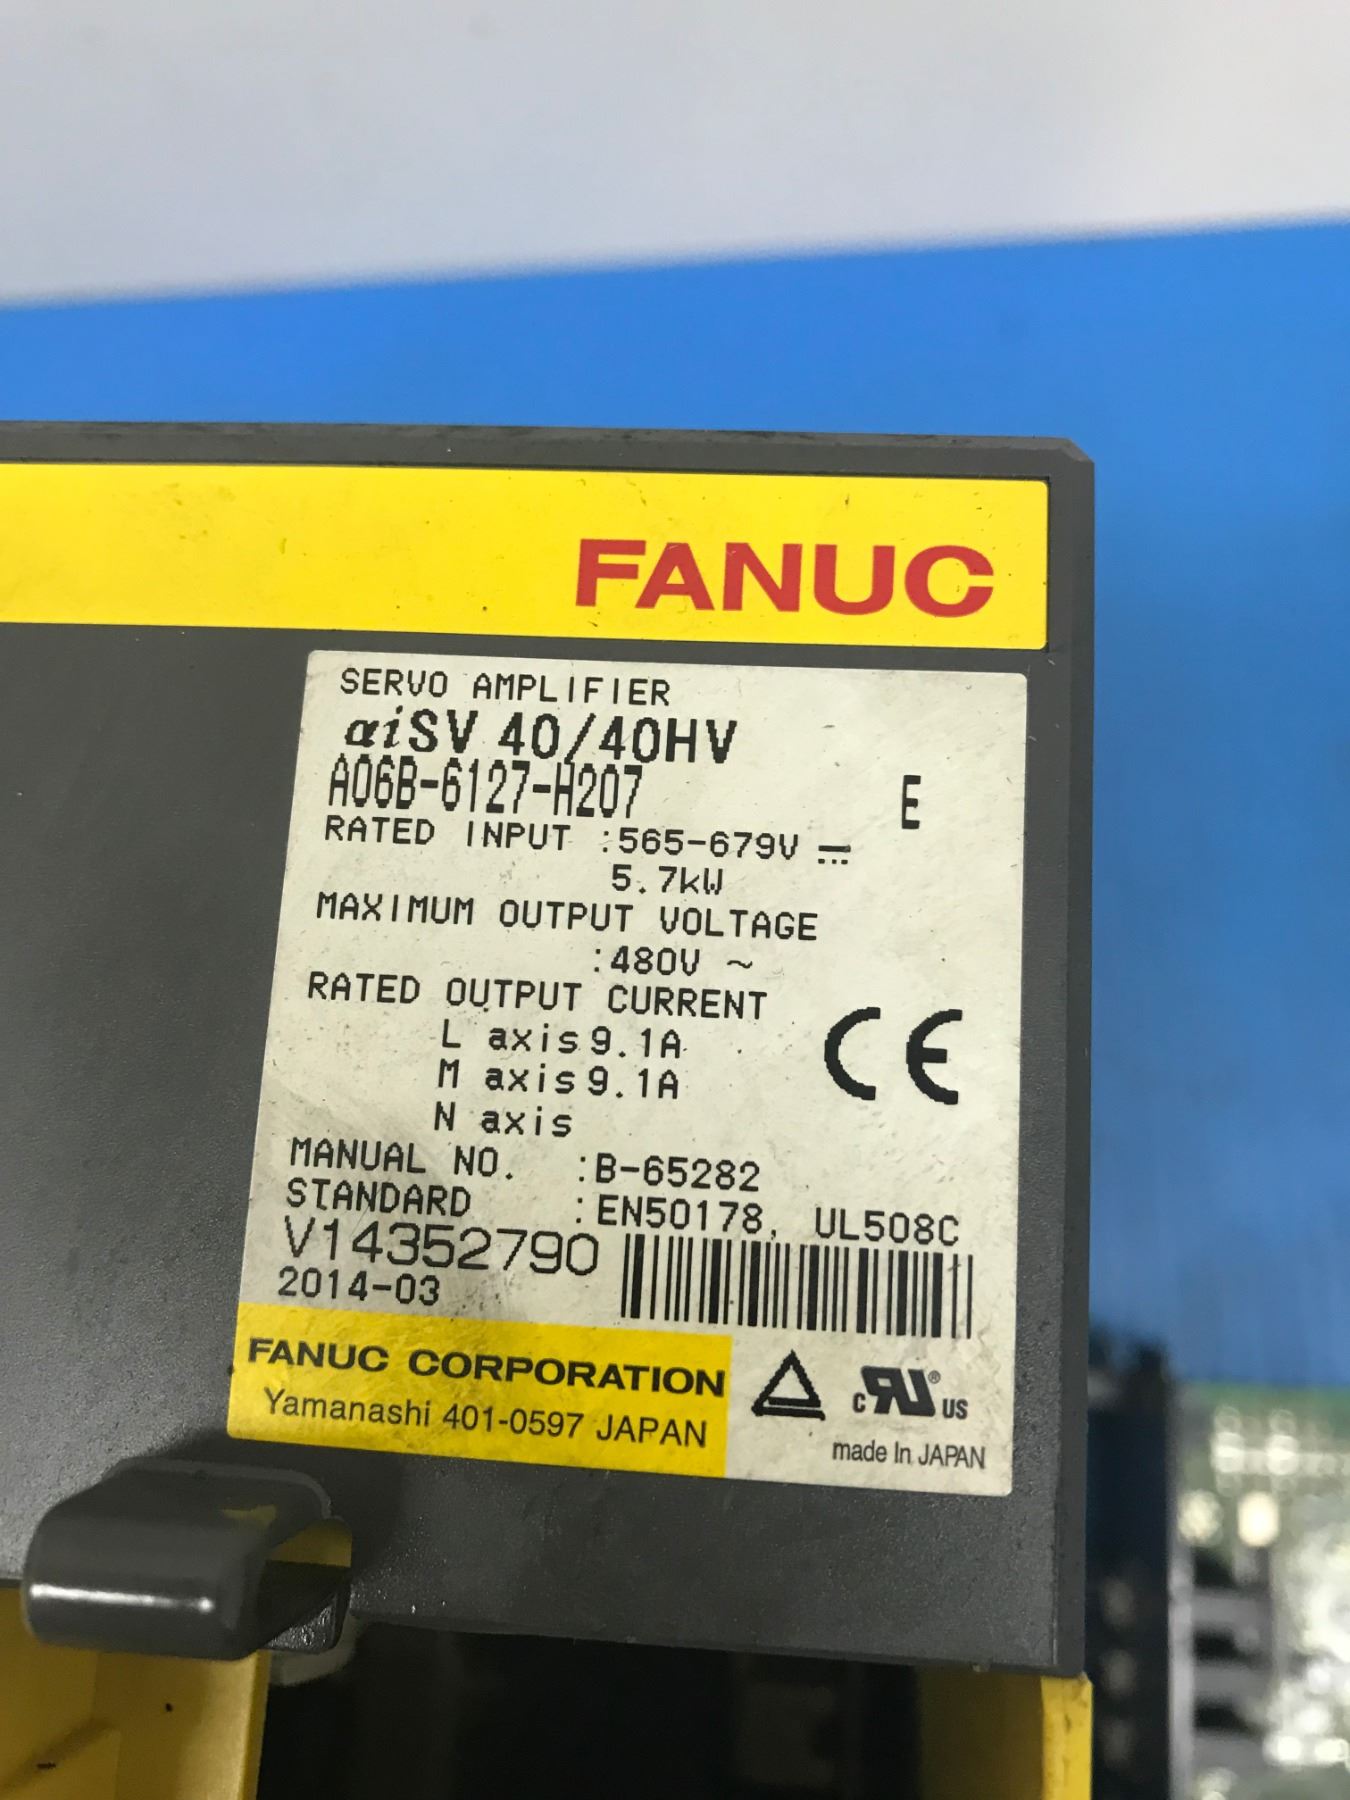 FANUC
SERVO AMPLIFIER
αiSV 40/40HV
A06B-6127-H207
E
RATED INPUT :565-679V ⎓
5.7kW
MAXIMUM OUTPUT VOLTAGE
:480V ~
RATED OUTPUT CURRENT
L axis 9.1A
M axis 9.1A
N axis
CE
MANUAL NO. :B-65282
STANDARD :EN50178, UL508C
V14352790
2014-03
FANUC CORPORATION
Yamanashi 401-0597 JAPAN
c RU ® US
made In JAPAN